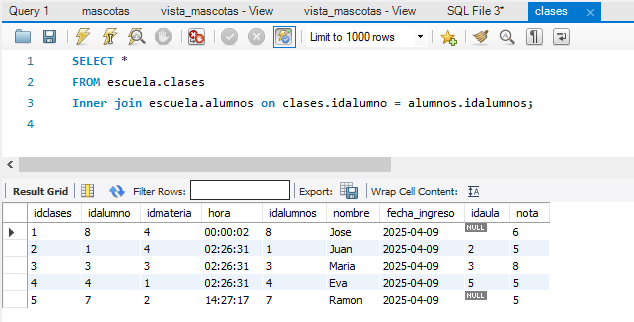 Query 1 mascotas vista_mascotas - View vista_mascotas - View SQL File 3* clases x
Limit to 1000 rows
1 SELECT *
2 FROM escuela.clases
3 Inner join escuela.alumnos on clases.idalumno = alumnos.idalumnos;
4
Result Grid Filter Rows: Export: Wrap Cell Content: IA
idclases idalumno idmateria hora idalumnos nombre fecha_ingreso idaula nota
1 8 4 00:00:02 8 Jose 2025-04-09 NULL 6
2 1 4 02:26:31 1 Juan 2025-04-09 2 5
3 3 3 02:26:31 3 Maria 2025-04-09 3 8
4 4 1 02:26:31 4 Eva 2025-04-09 5 5
5 7 2 14:27:17 7 Ramon 2025-04-09 NULL 5